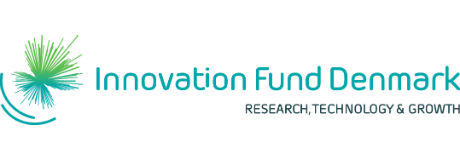 Innovation Fund Denmark
RESEARCH, TECHNOLOGY & GROWTH